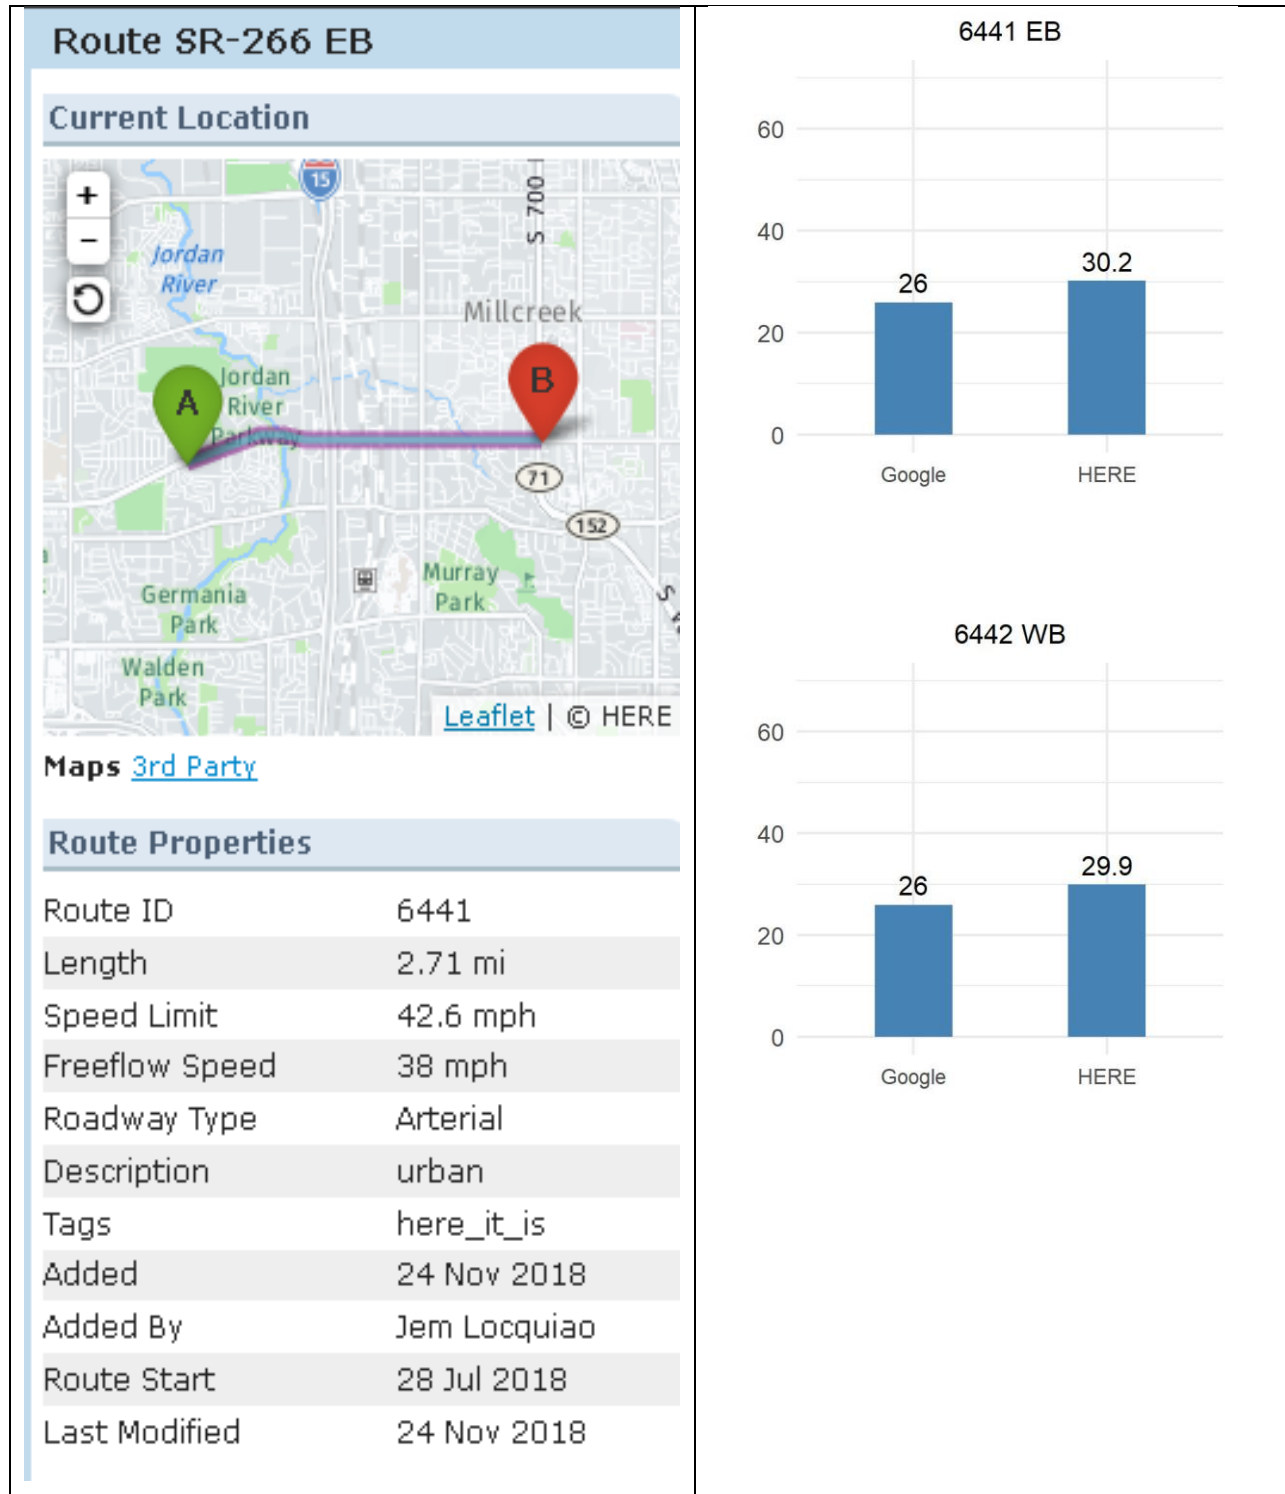 Route SR-266 EB
Current Location
+
−
15
S 700
Jordan
River
Millcreek
Jordan
River
Parkway
A
B
71
152
Murray
Park
Germania
Park
Walden
Park
Leaflet | © HERE
Maps 3rd Party
Route Properties
Route ID 6441
Length 2.71 mi
Speed Limit 42.6 mph
Freeflow Speed 38 mph
Roadway Type Arterial
Description urban
Tags here_it_is
Added 24 Nov 2018
Added By Jem Locquiao
Route Start 28 Jul 2018
Last Modified 24 Nov 2018
6441 EB
60
40
20
0
26
30.2
Google HERE
6442 WB
60
40
20
0
26
29.9
Google HERE